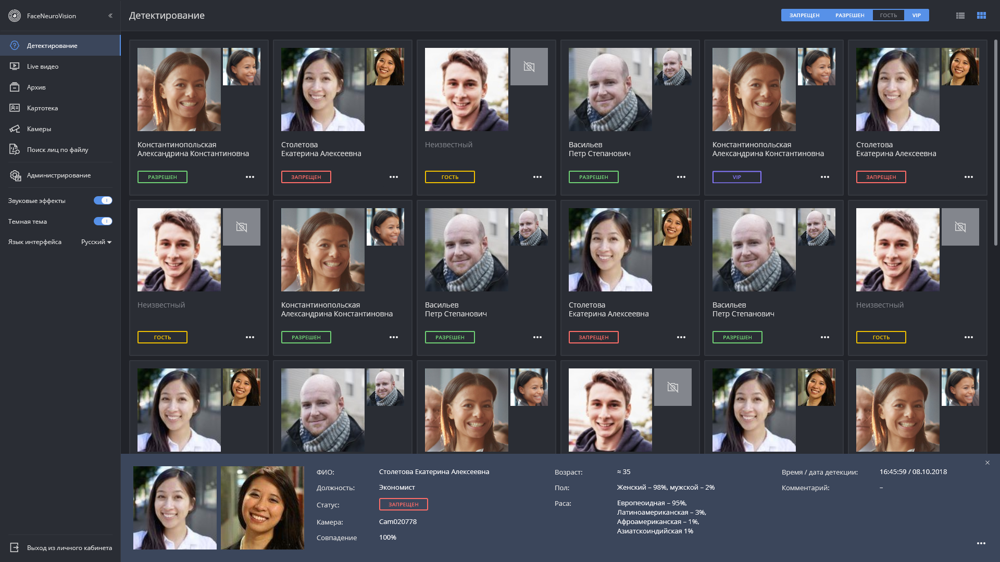 FaceNeuroVision
Детектирование
Live видео
Архив
Картотека
Камеры
Поиск лиц по файлу
Администрирование
Звуковые эффекты
Темная тема
Язык интерфейса Русский
Выход из личного кабинета
Детектирование
ЗАПРЕЩЕН РАЗРЕШЕН ГОСТЬ VIP
Константинопольская
Александрина Константиновна
РАЗРЕШЕН
Столетова
Екатерина Алексеевна
ЗАПРЕЩЕН
Неизвестный
ГОСТЬ
Васильев
Петр Степанович
РАЗРЕШЕН
Константинопольская
Александрина Константиновна
VIP
Столетова
Екатерина Алексеевна
ЗАПРЕЩЕН
Неизвестный
ГОСТЬ
Константинопольская
Александрина Константиновна
РАЗРЕШЕН
Васильев
Петр Степанович
РАЗРЕШЕН
Столетова
Екатерина Алексеевна
ЗАПРЕЩЕН
Васильев
Петр Степанович
РАЗРЕШЕН
Неизвестный
ГОСТЬ
ФИО: Столетова Екатерина Алексеевна
Должность: Экономист
Статус: ЗАПРЕЩЕН
Камера: Cam020778
Совпадение 100%
Возраст: ≈ 35
Пол: Женский – 98%, мужской – 2%
Раса: Европеоидная – 95%,
Латиноамериканская – 3%,
Афроамериканская – 1%,
Азиатскоиндийская 1%
Время / дата детекции: 16:45:59 / 08.10.2018
Комментарий: –